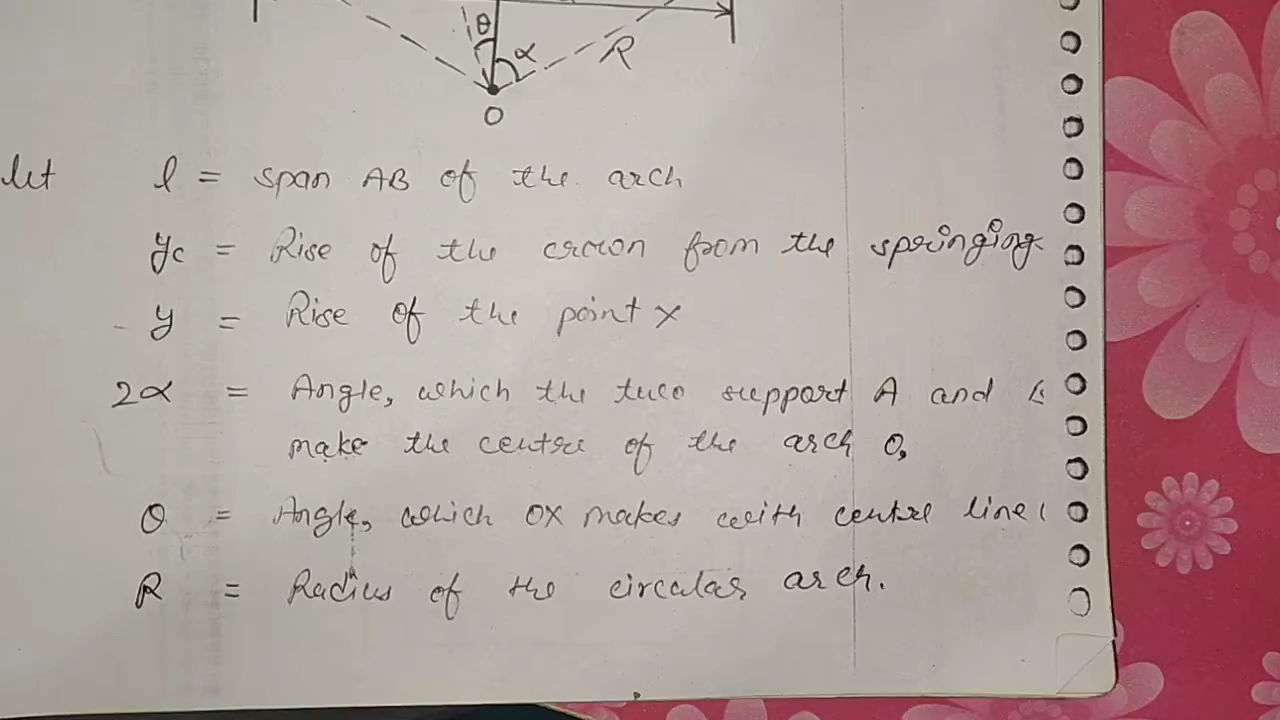 θ
α
R
O
let l = span AB of the arch
yc = Rise of the crown from the springing
y = Rise of the point x
2α = Angle, which the two support A and
make the centre of the arch O,
θ = Angle, which OX makes with centre line
R = Radius of the circular arch.